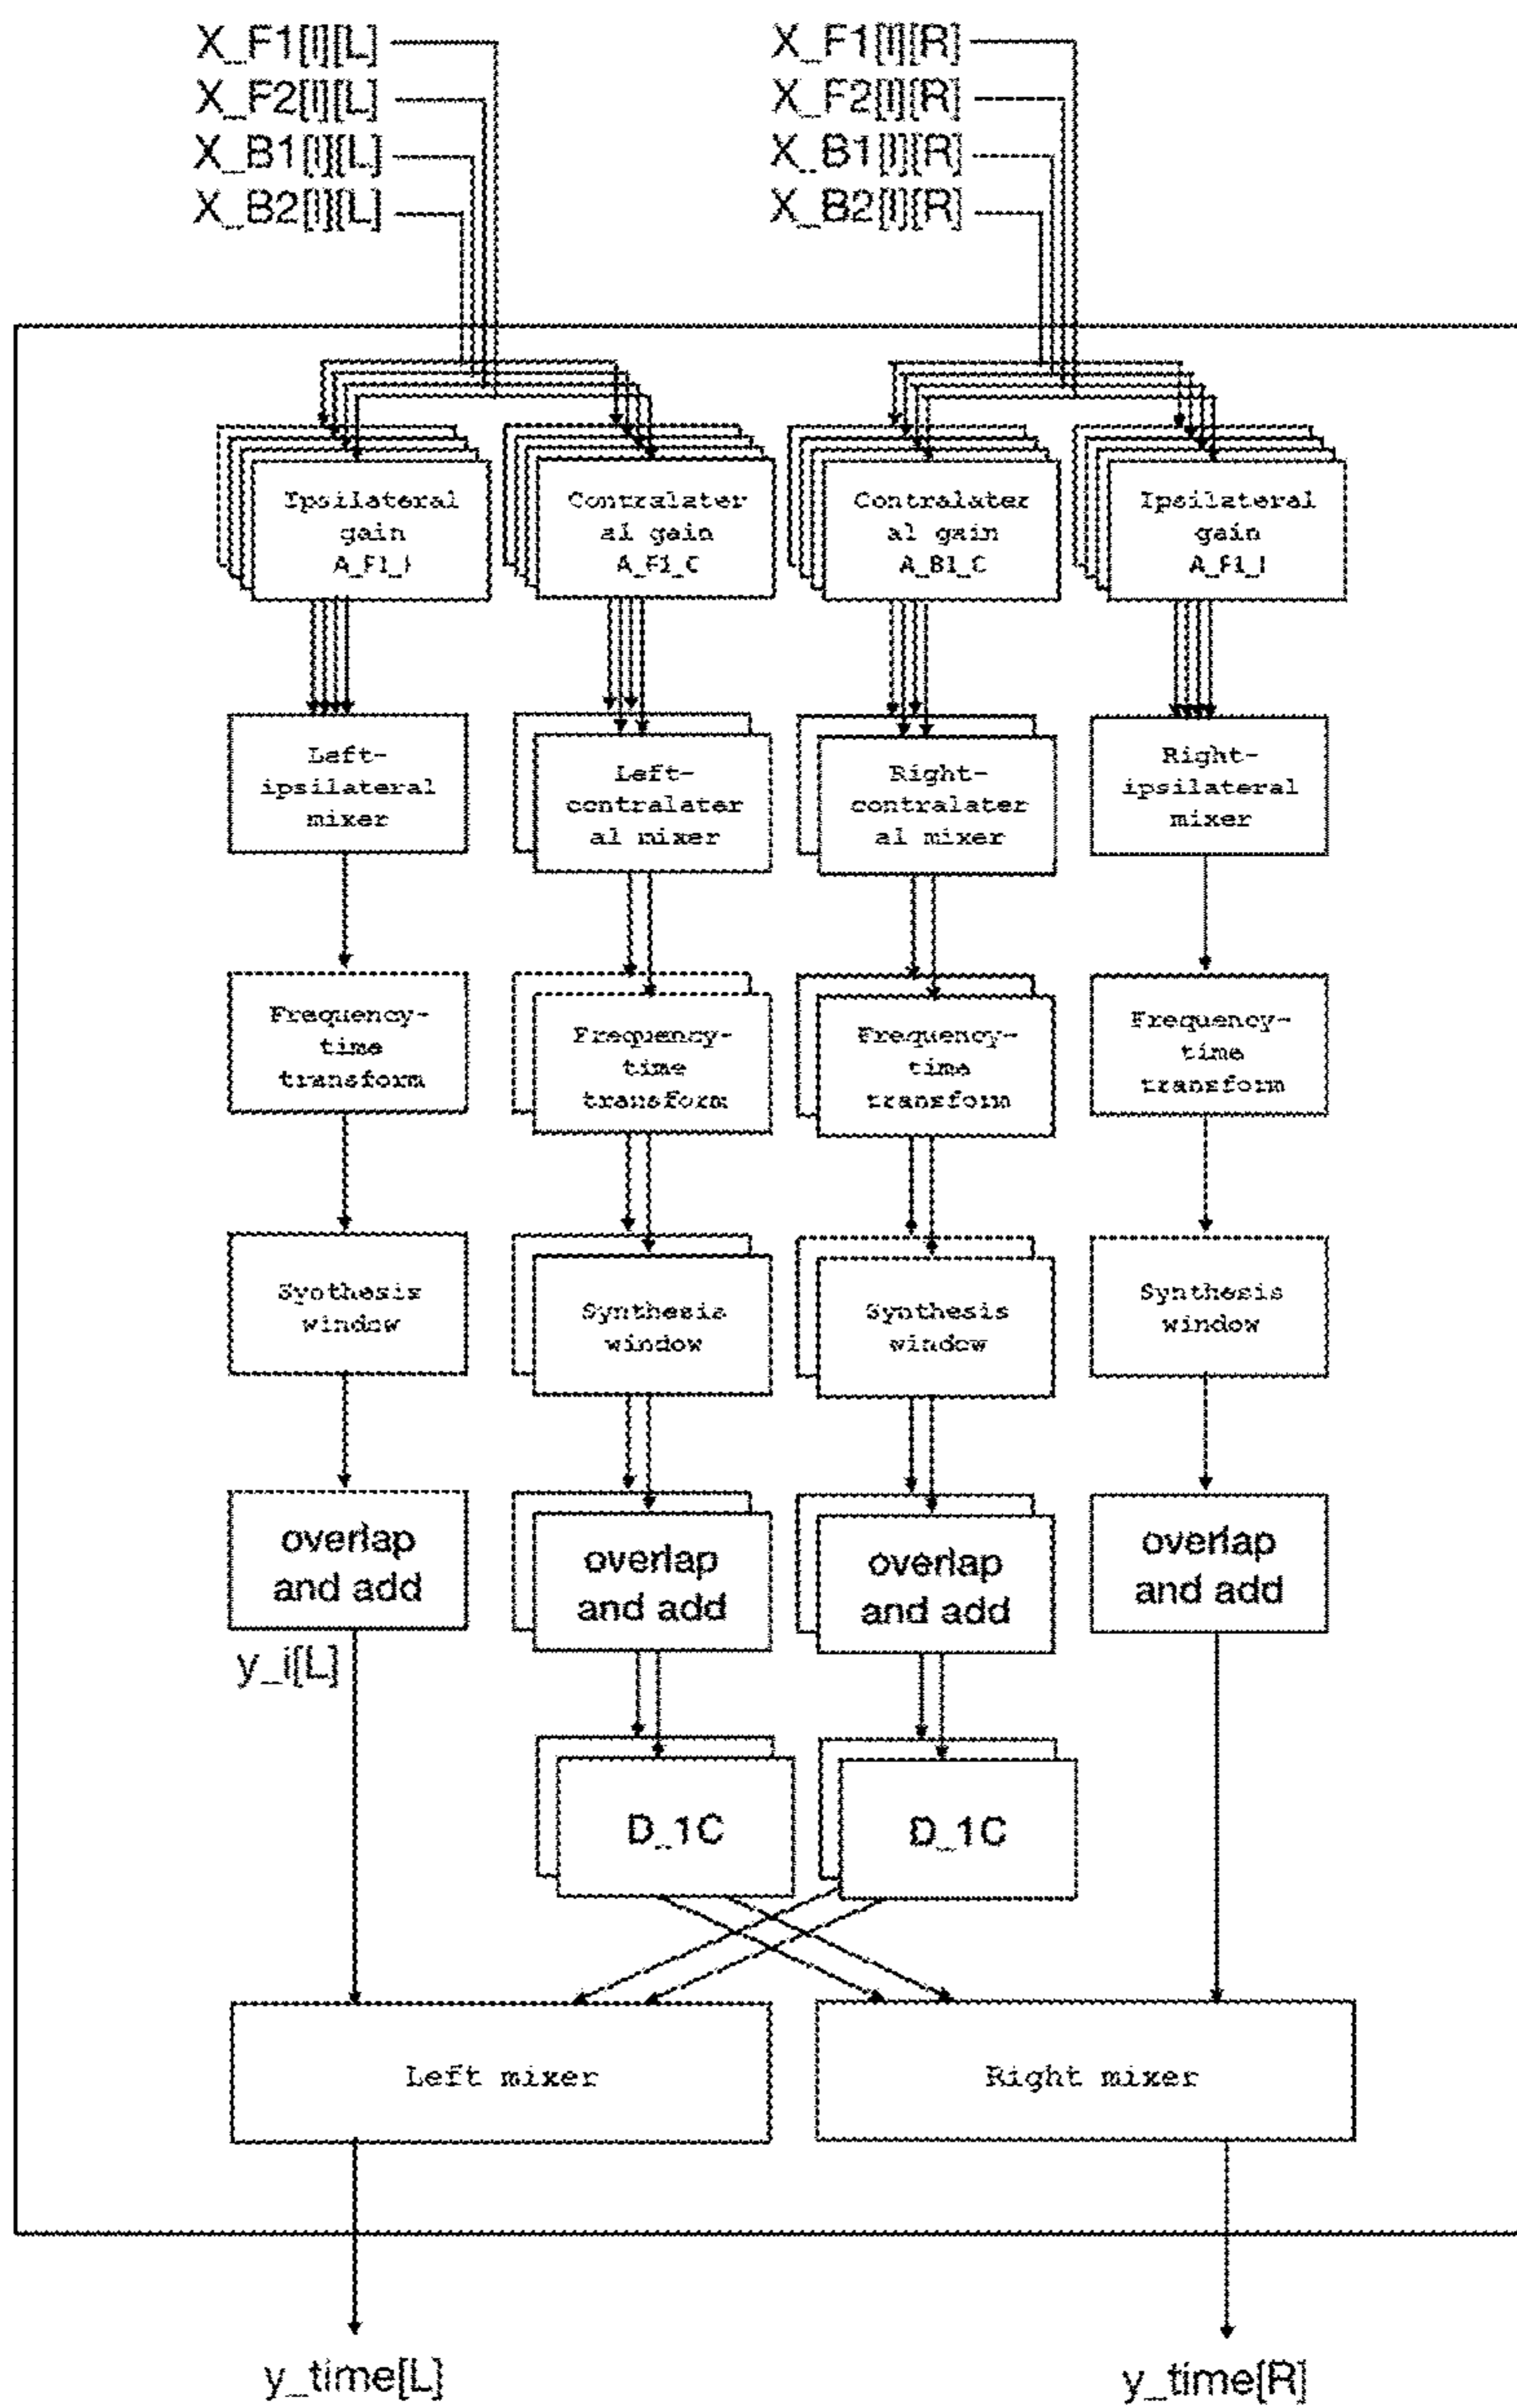 X_F1[l][L]
X_F2[l][L]
X_B1[l][L]
X_B2[l][L]
X_F1[l][R]
X_F2[l][R]
X_B1[l][R]
X_B2[l][R]
Ipsilateral
gain
A_F1_I
Contralater
al gain
A_F1_C
Contralater
al gain
A_B1_C
Ipsilateral
gain
A_F1_I
Left-
ipsilateral
mixer
Left-
contralater
al mixer
Right-
contralater
al mixer
Right-
ipsilateral
mixer
Frequency-
time
transform
Frequency-
time
transform
Frequency-
time
transform
Frequency-
time
transform
Synthesis
window
Synthesis
window
Synthesis
window
Synthesis
window
overlap
and add
overlap
and add
overlap
and add
overlap
and add
y_i[L]
D_1C
D_1C
Left mixer
Right mixer
y_time[L]
y_time[R]